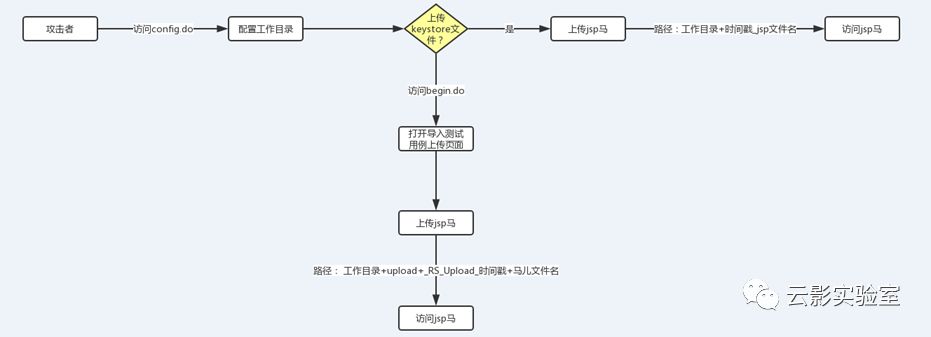 攻击者
访问config.do
配置工作目录
上传
keystore文
件？
是
上传jsp马
路径：工作目录+时间戳_jsp文件名
访问jsp马
访问begin.do
打开导入测试
用例上传页面
上传jsp马
路径： 工作目录+upload+_RS_Upload_时间戳+马儿文件名
访问jsp马
云影实验室